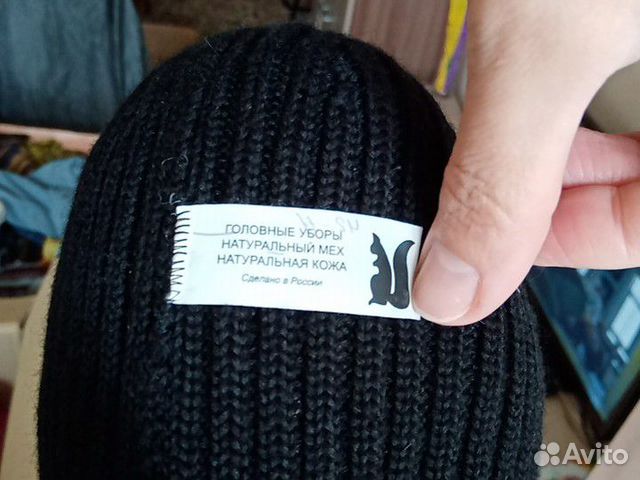 ГОЛОВНЫЕ УБОРЫ
НАТУРАЛЬНЫЙ МЕХ
НАТУРАЛЬНАЯ КОЖА
Сделано в России
Avito